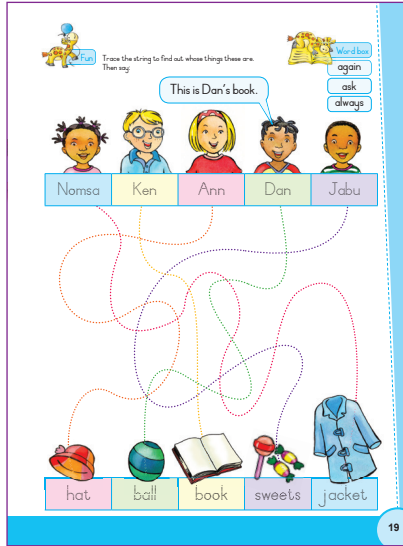 Fun
Trace the string to find out whose things these are.
Then say:
Word box
again
ask
always
This is Dan's book.
Nomsa Ken Ann Dan Jabu
hat ball book sweets jacket
19